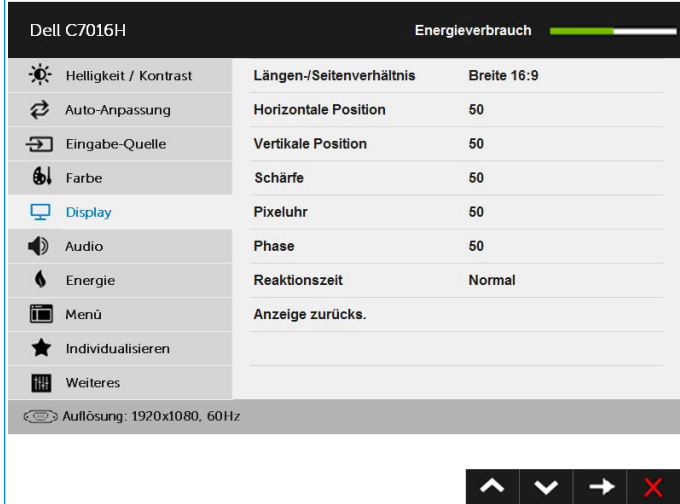 Dell C7016H Energieverbrauch
Helligkeit / Kontrast Längen-/Seitenverhältnis Breite 16:9
Auto-Anpassung Horizontale Position 50
Eingabe-Quelle Vertikale Position 50
Farbe Schärfe 50
Display Pixeluhr 50
Audio Phase 50
Energie Reaktionszeit Normal
Menü Anzeige zurücks.
Individualisieren
Weiteres
Auflösung: 1920x1080, 60Hz